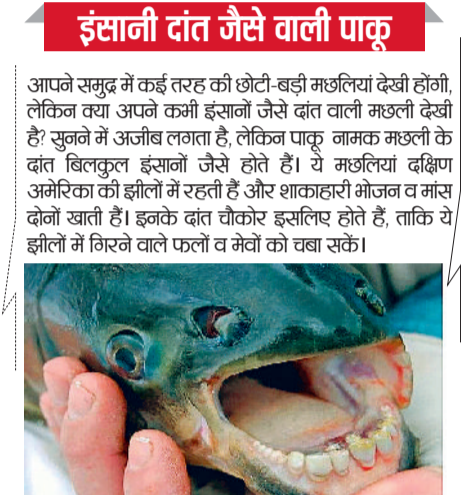 इंसानी दांत जैसे वाली पाकू
आपने समुद्र में कई तरह की छोटी-बड़ी मछलियां देखी होंगी,
लेकिन क्या अपने कभी इंसानों जैसे दांत वाली मछली देखी
है? सुनने में अजीब लगता है, लेकिन पाकू नामक मछली के
दांत बिलकुल इंसानों जैसे होते हैं। ये मछलियां दक्षिण
अमेरिका की झीलों में रहती हैं और शाकाहारी भोजन व मांस
दोनों खाती हैं। इनके दांत चौकोर इसलिए होते हैं, ताकि ये
झीलों में गिरने वाले फलों व मेवों को चबा सकें।